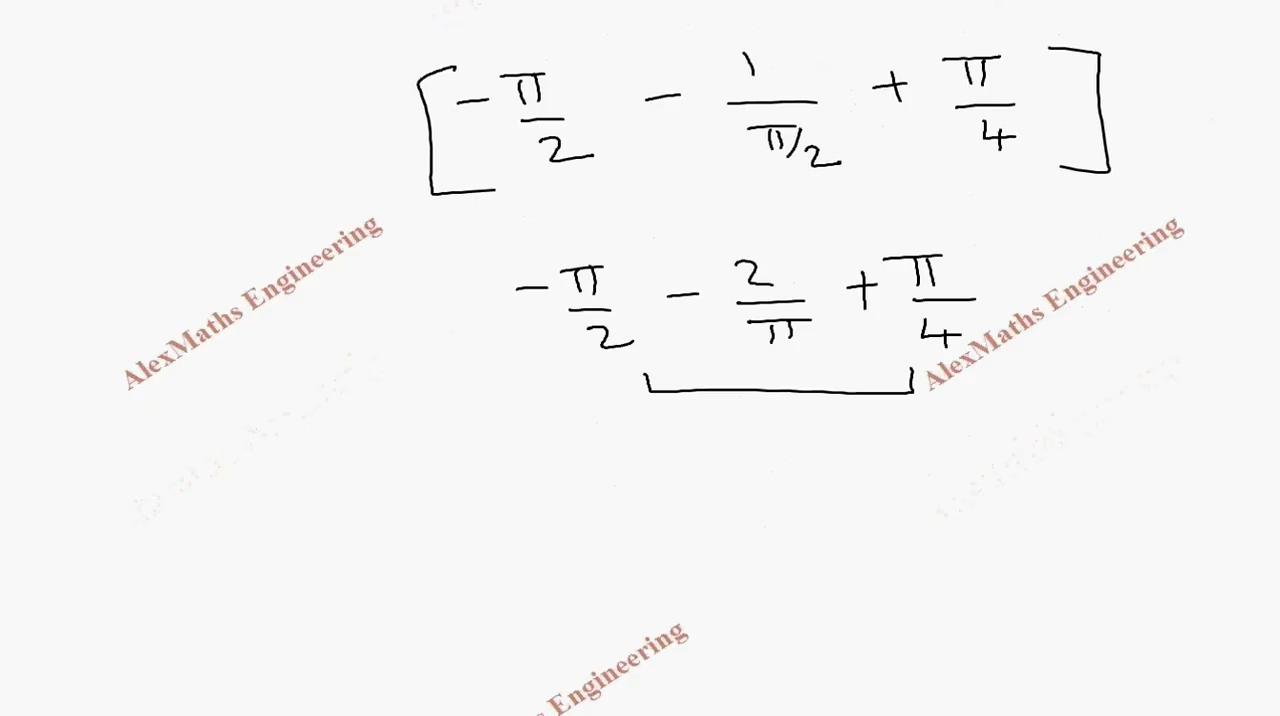 [ -π/2 - 1/(π/2) + π/4 ]
-π/2 - 2/π + π/4
AlexMaths Engineering
AlexMaths Engineering
s Engineering